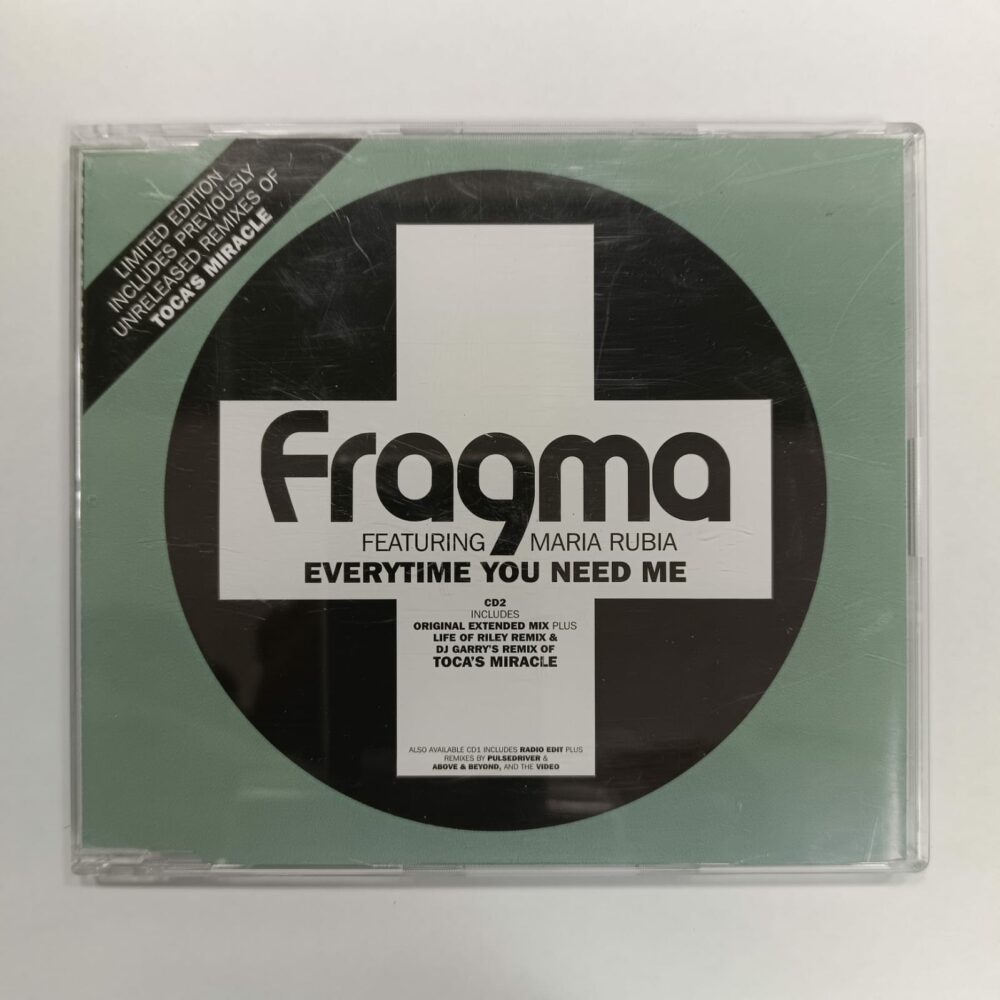 LIMITED EDITION
INCLUDES PREVIOUSLY
UNRELEASED REMIXES OF
TOCA'S MIRACLE
Fragma
FEATURING MARIA RUBIA
EVERYTIME YOU NEED ME
CD2
INCLUDES
ORIGINAL EXTENDED MIX PLUS
LIFE OF RILEY REMIX &
DJ GARRY'S REMIX OF
TOCA'S MIRACLE
ALSO AVAILABLE CD1 INCLUDES RADIO EDIT PLUS
REMIXES BY PULSEDRIVER &
ABOVE & BEYOND, AND THE VIDEO